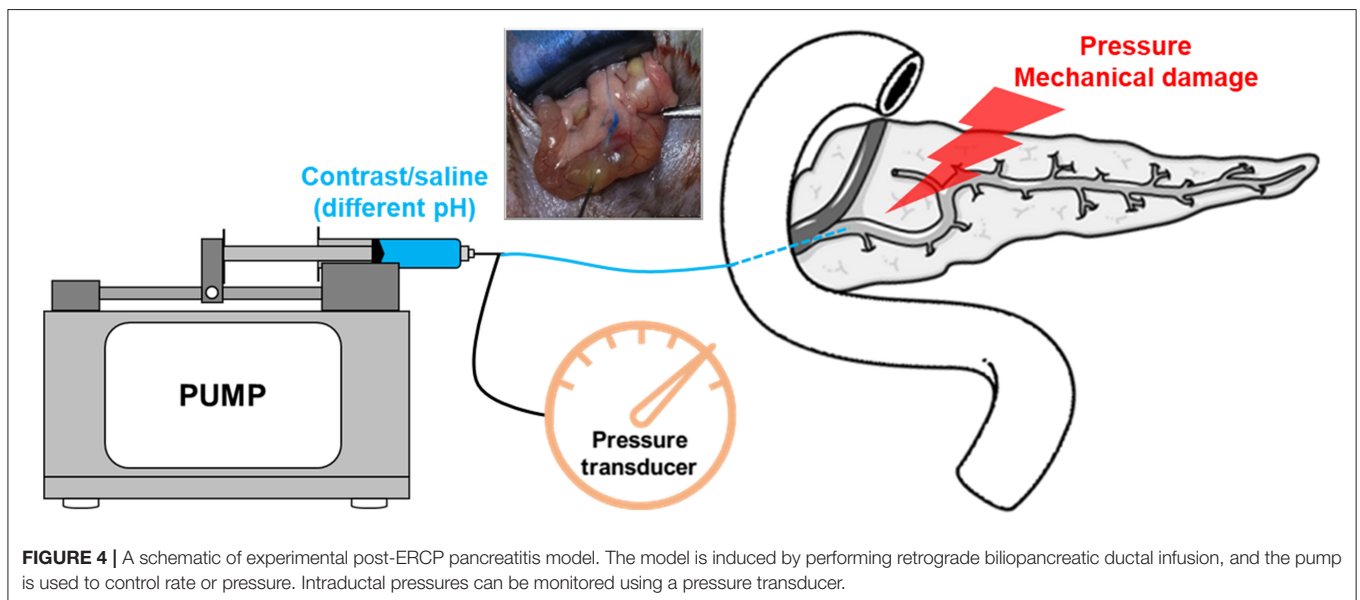 Pressure
Mechanical damage
Contrast/saline
(different pH)
PUMP
Pressure
transducer
FIGURE 4 | A schematic of experimental post-ERCP pancreatitis model. The model is induced by performing retrograde biliopancreatic ductal infusion, and the pump
is used to control rate or pressure. Intraductal pressures can be monitored using a pressure transducer.